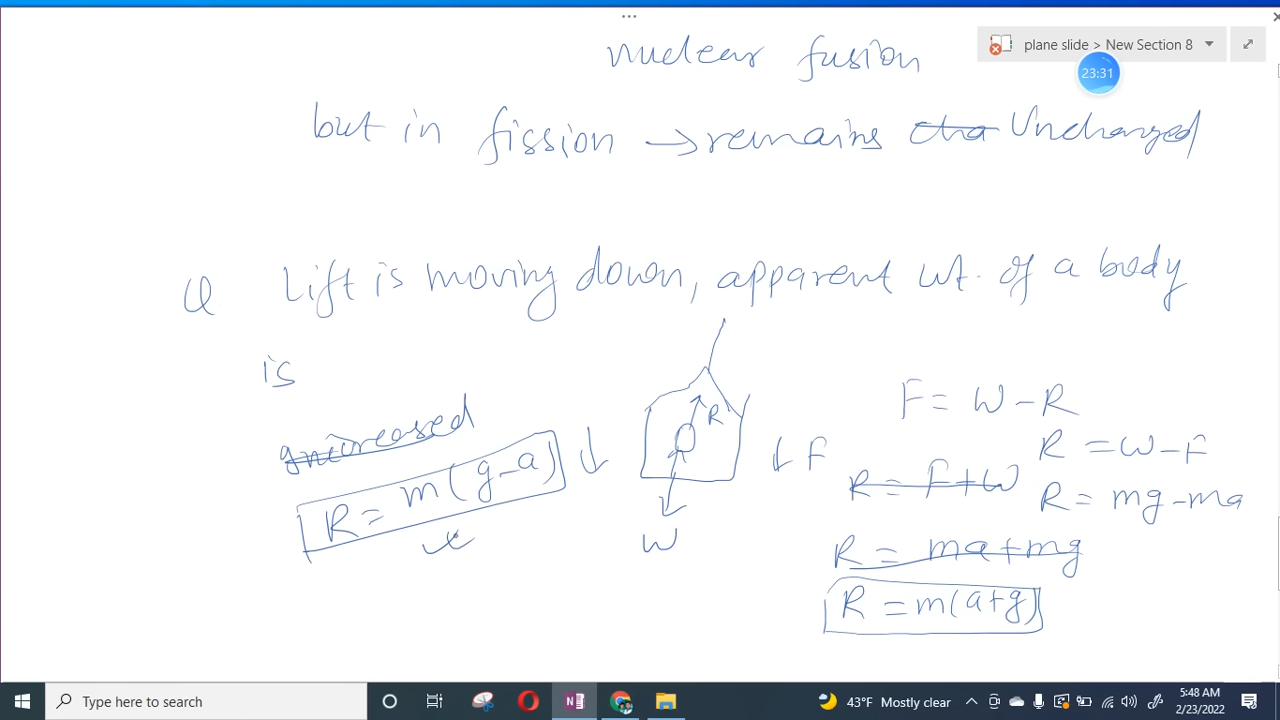 nuclear fusion
plane slide > New Section 8
23:31
but in fission → remains Unchanged
Q Lift is moving down, apparent wt. of a body
is
increased
R = m(g-a)
R
W
F
F = W - R
R = W - F
R = F + W
R = mg - ma
R = ma + mg
R = m(a+g)
Type here to search
43°F Mostly clear
5:48 AM
2/23/2022